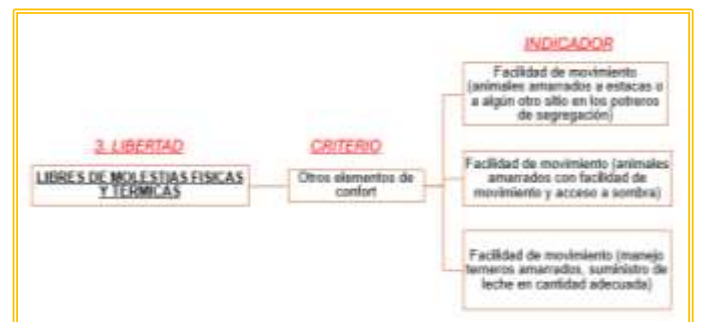 INDICADOR
Facilidad de movimiento
(animales amarrados a estacas o
a algún otro sitio en los potreros
de segregación)
3. LIBERTAD
CRITERIO
LIBRES DE MOLESTIAS FISICAS
Y TERMICAS
Otros elementos de
confort
Facilidad de movimiento (animales
amarrados con facilidad de
movimiento y acceso a sombra)
Facilidad de movimiento (manejo
terneros amarrados, suministro de
leche en cantidad adecuada)